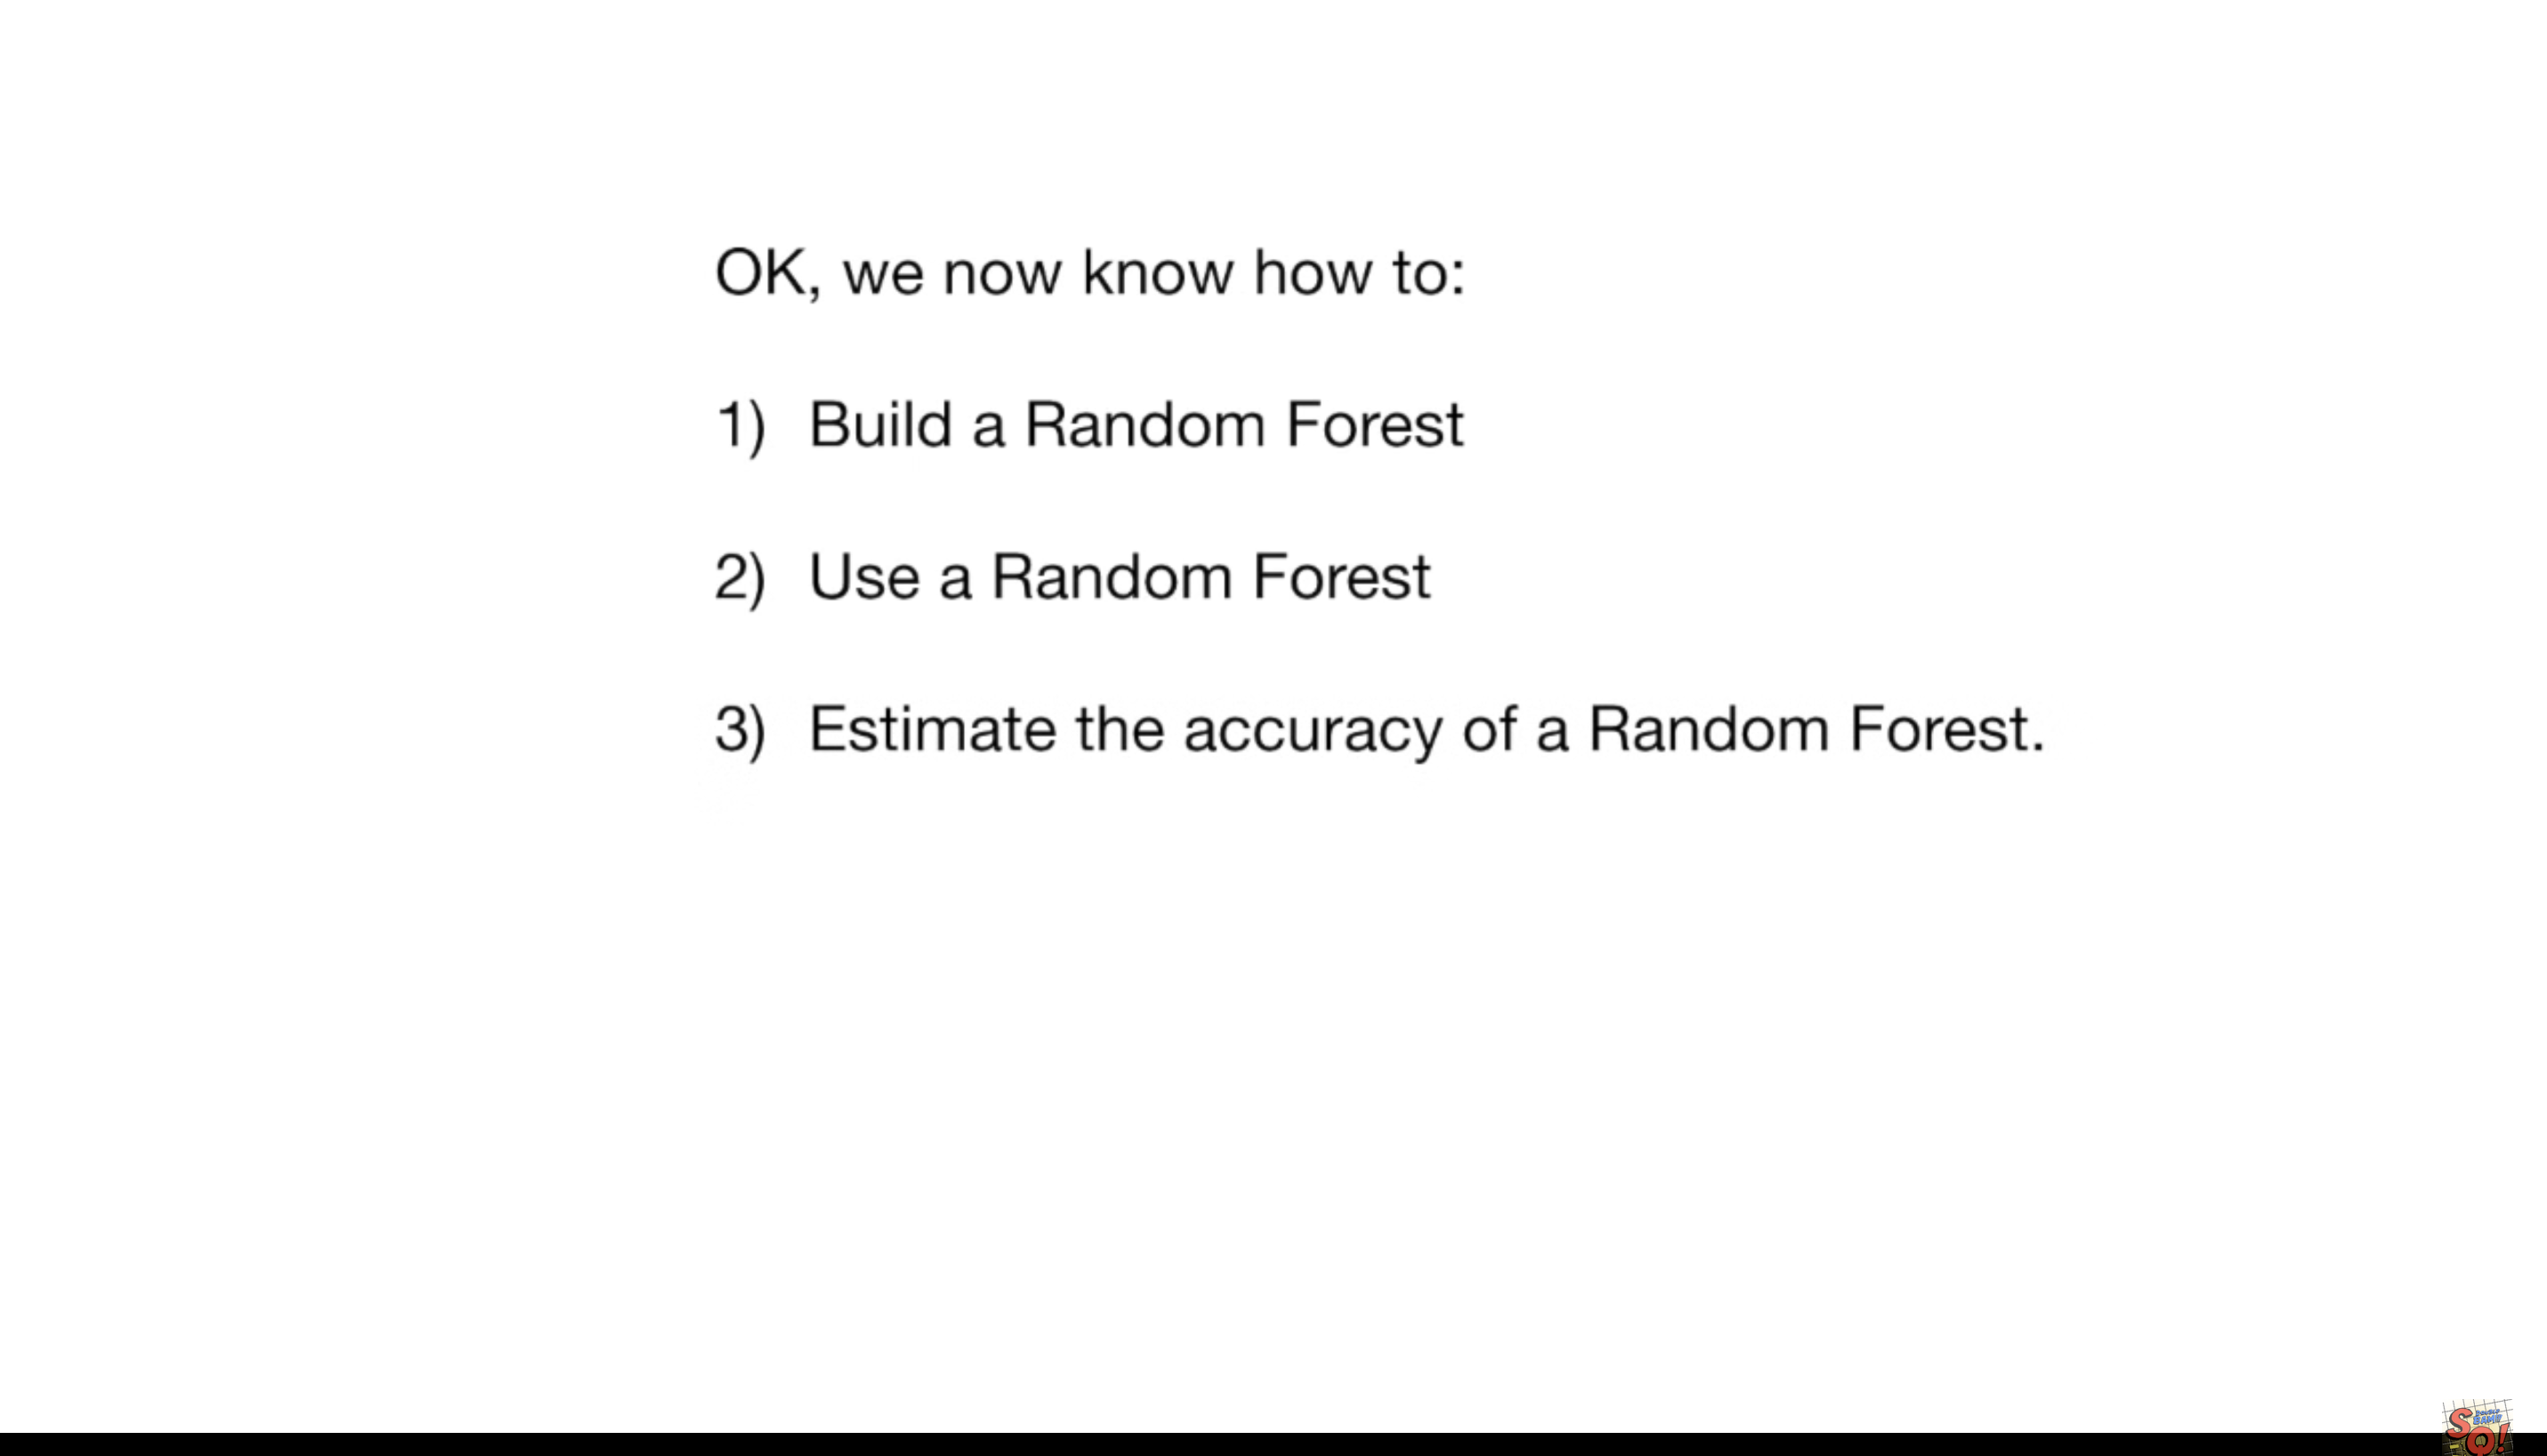 OK, we now know how to:
1) Build a Random Forest
2) Use a Random Forest
3) Estimate the accuracy of a Random Forest.
SQ!